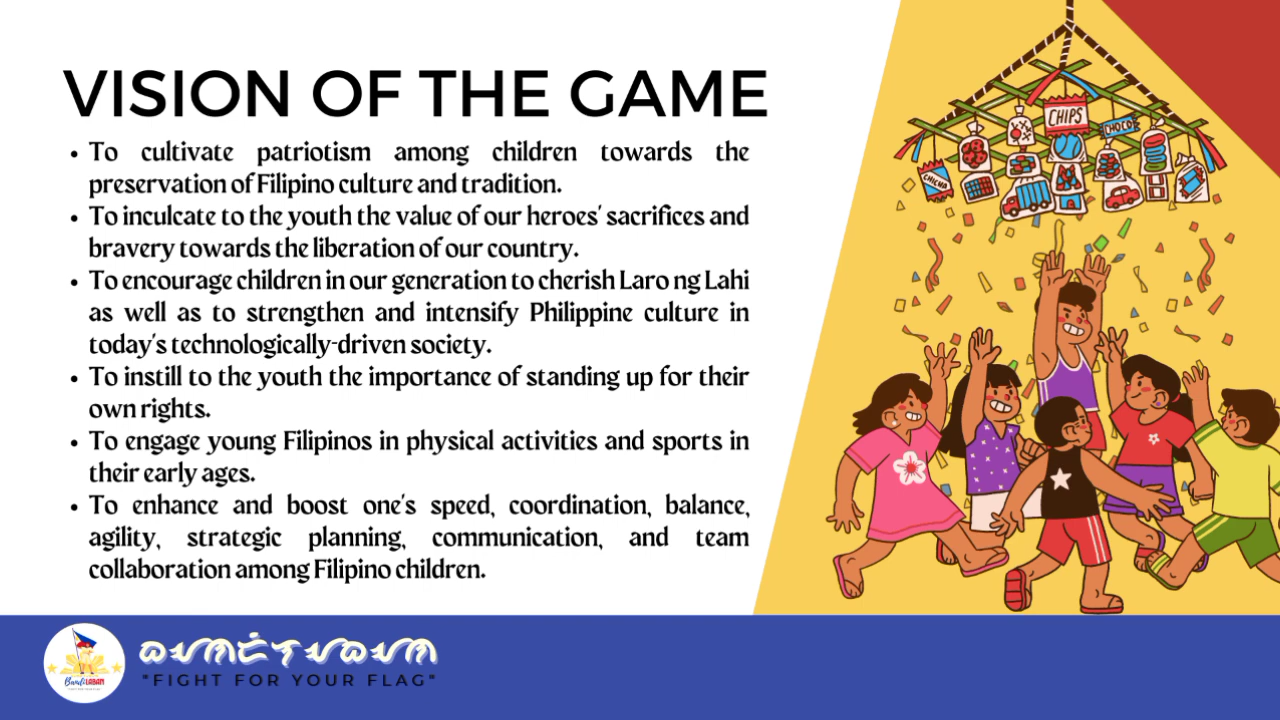 VISION OF THE GAME
• To cultivate patriotism among children towards the
preservation of Filipino culture and tradition.
• To inculcate to the youth the value of our heroes' sacrifices and
bravery towards the liberation of our country.
• To encourage children in our generation to cherish Laro ng Lahi
as well as to strengthen and intensify Philippine culture in
today's technologically-driven society.
• To instill to the youth the importance of standing up for their
own rights.
• To engage young Filipinos in physical activities and sports in
their early ages.
• To enhance and boost one's speed, coordination, balance,
agility, strategic planning, communication, and team
collaboration among Filipino children.
CHIPS
CHOCO
CHICHA
BandiLABAN
"FIGHT FOR YOUR FLAG"